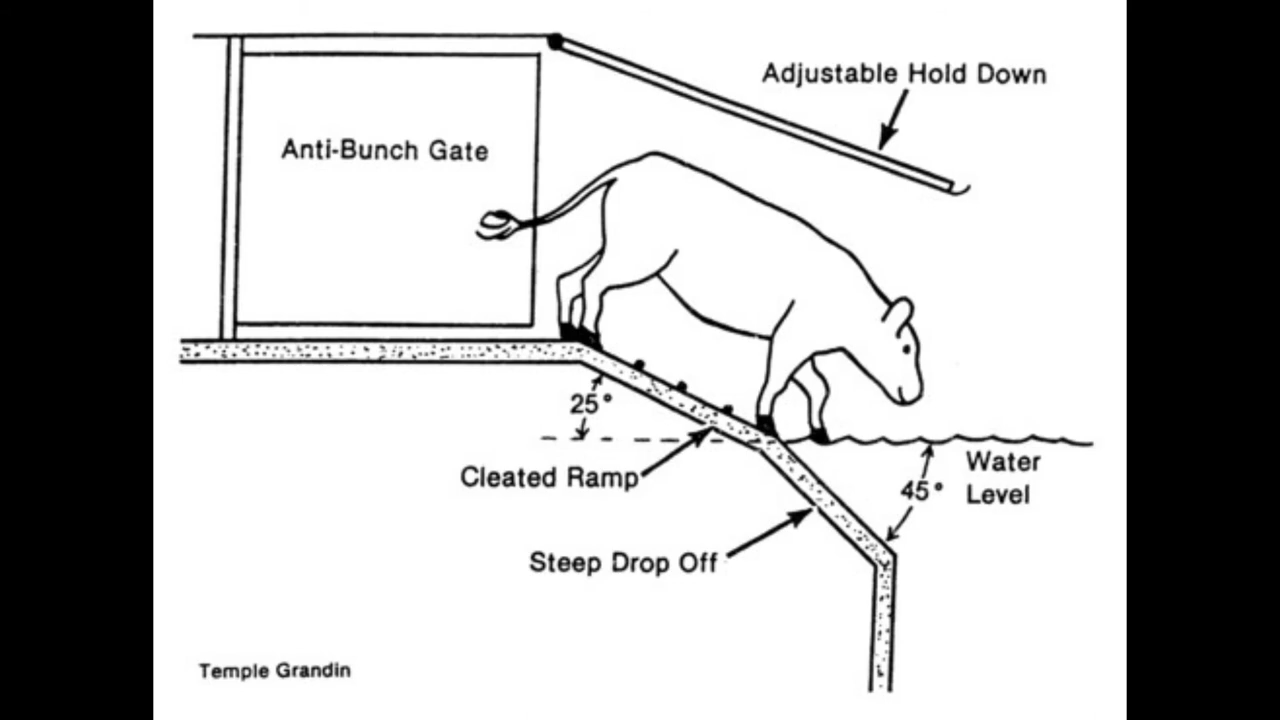 Adjustable Hold Down
Anti-Bunch Gate
25°
Cleated Ramp
Water
Level
45°
Steep Drop Off
Temple Grandin